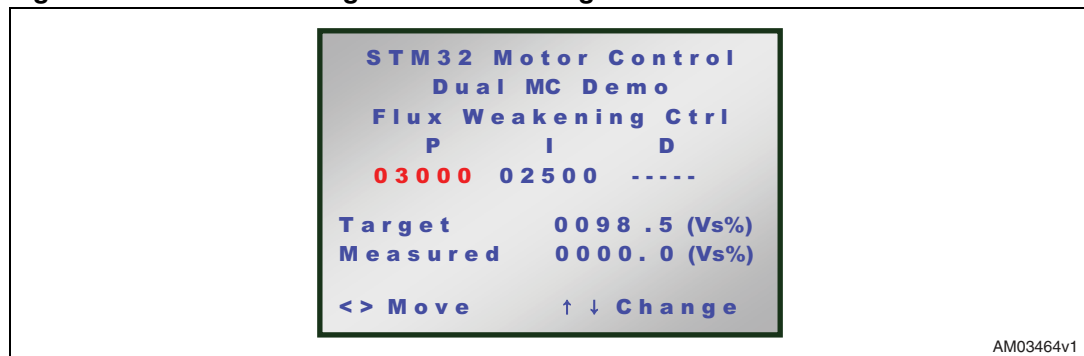 STM32 Motor Control
Dual MC Demo
Flux Weakening Ctrl
P I D
03000 02500 -----
Target 0098.5 (Vs%)
Measured 0000.0 (Vs%)
<> Move ↑↓ Change
AM03464v1